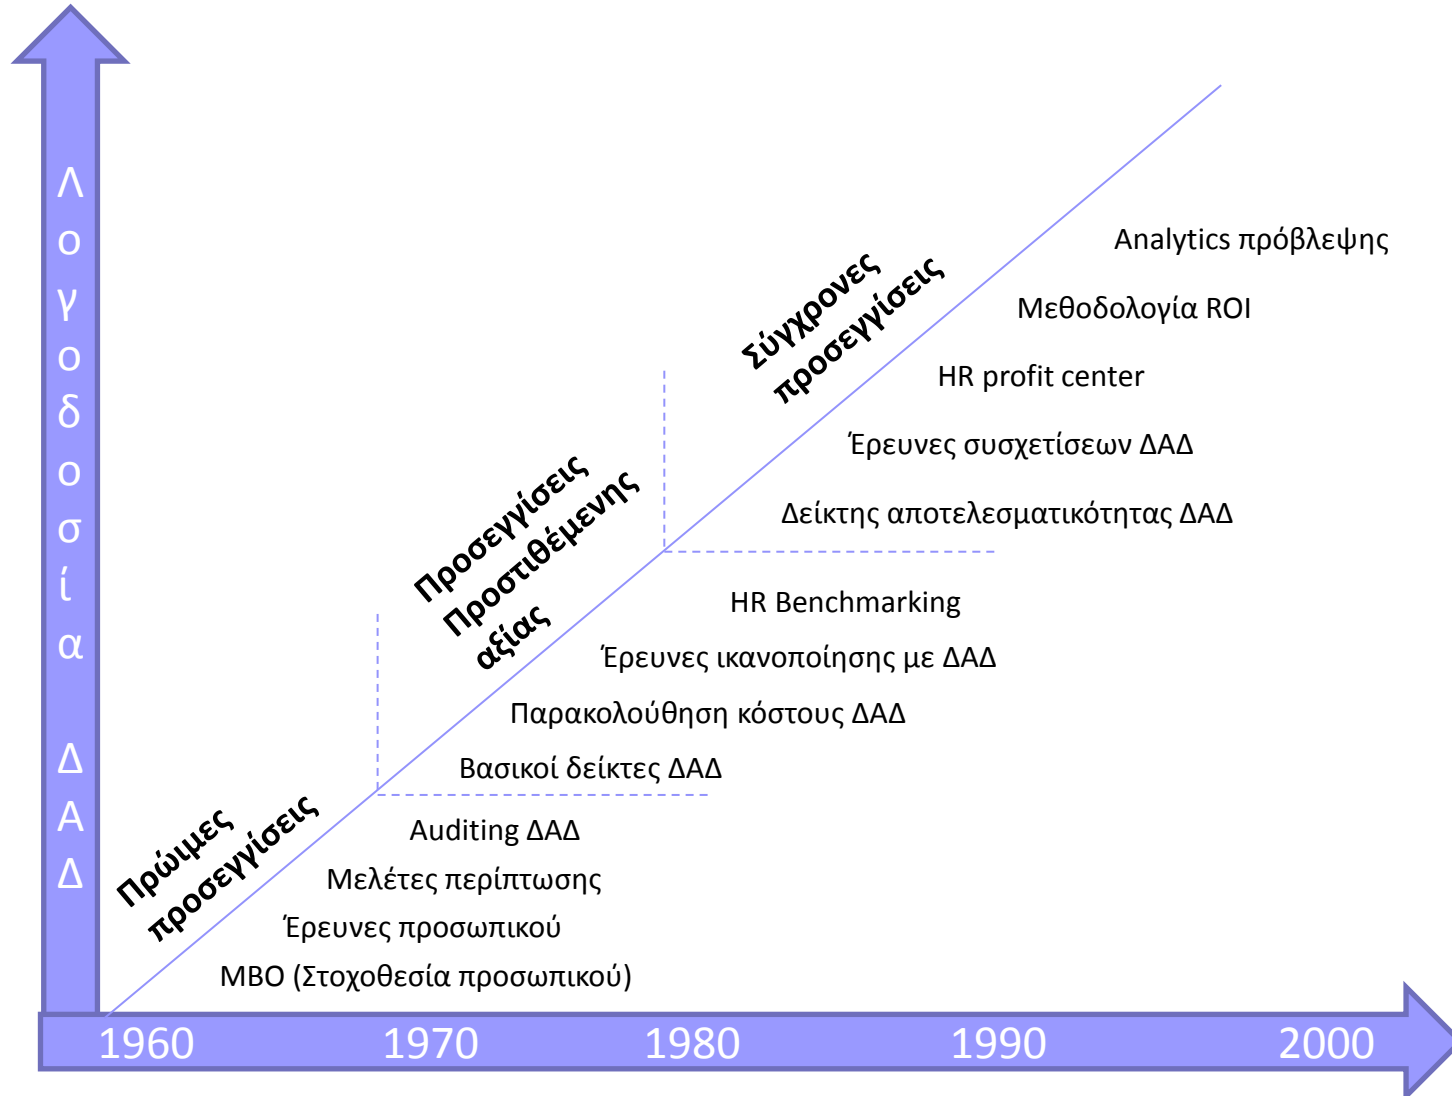 Λογοδοσία ΔΑΔ
Σύγχρονες
προσεγγίσεις
Analytics πρόβλεψης
Μεθοδολογία ROI
HR profit center
Έρευνες συσχετίσεων ΔΑΔ
Δείκτης αποτελεσματικότητας ΔΑΔ
Προσεγγίσεις
Προστιθέμενης
αξίας
HR Benchmarking
Έρευνες ικανοποίησης με ΔΑΔ
Παρακολούθηση κόστους ΔΑΔ
Βασικοί δείκτες ΔΑΔ
Πρώιμες
προσεγγίσεις
Auditing ΔΑΔ
Μελέτες περίπτωσης
Έρευνες προσωπικού
MBO (Στοχοθεσία προσωπικού)
1960 1970 1980 1990 2000